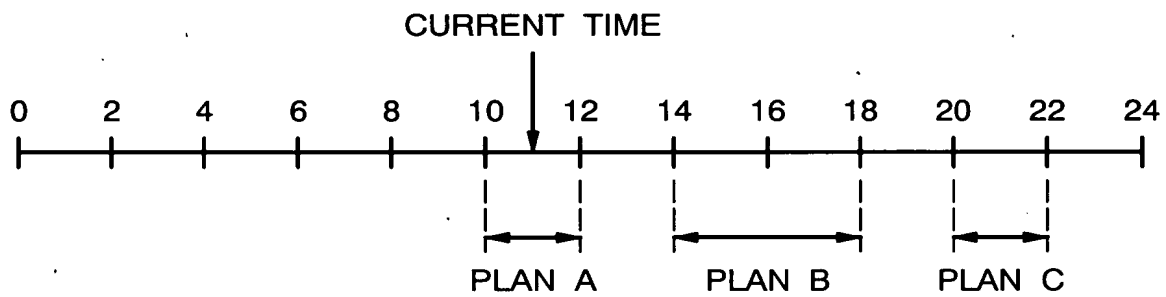 CURRENT TIME
0 2 4 6 8 10 12 14 16 18 20 22 24
PLAN A PLAN B PLAN C